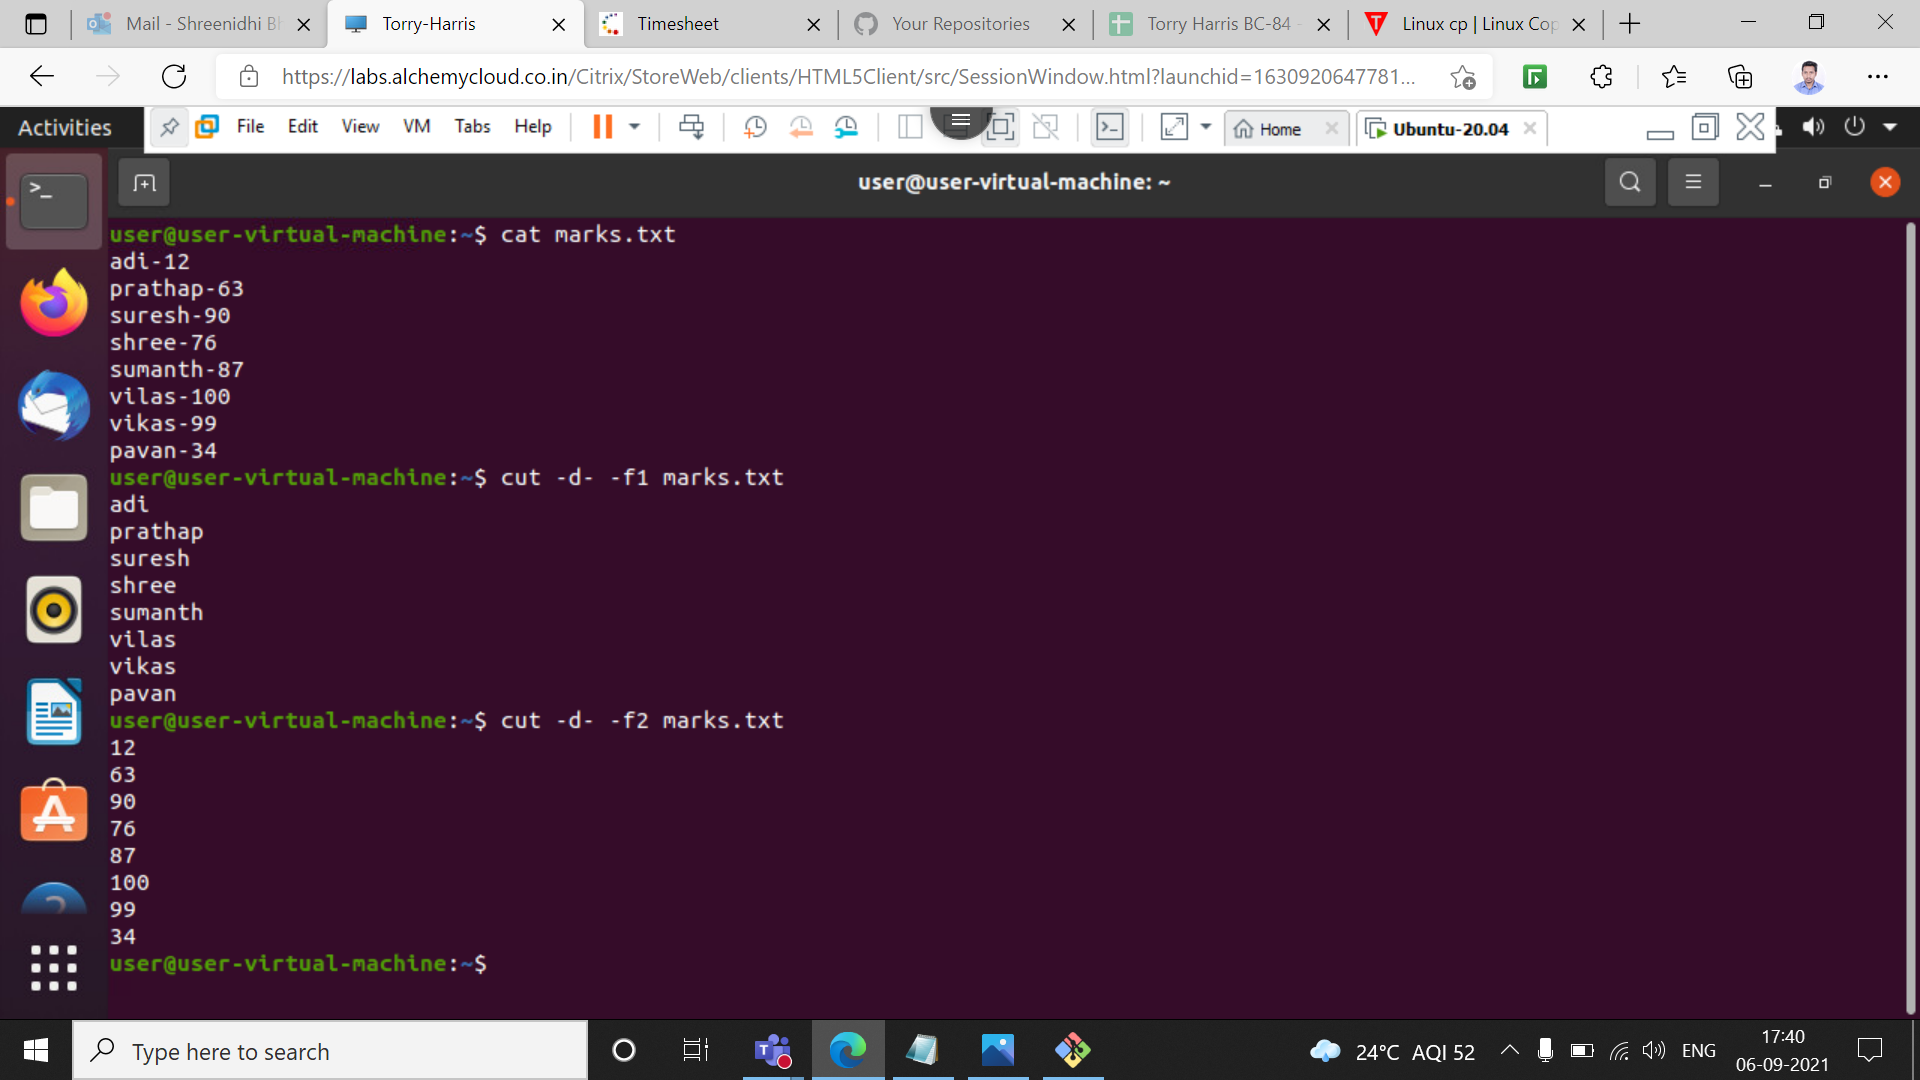 Mail - Shreenidhi Bh
Torry-Harris
Timesheet
Your Repositories
Torry Harris BC-84 -
Linux cp | Linux Cop
https://labs.alchemycloud.co.in/Citrix/StoreWeb/clients/HTML5Client/src/SessionWindow.html?launchid=1630920647781...
Activities
File Edit View VM Tabs Help
Home
Ubuntu-20.04
user@user-virtual-machine: ~
user@user-virtual-machine:~$ cat marks.txt
adi-12
prathap-63
suresh-90
shree-76
sumanth-87
vilas-100
vikas-99
pavan-34
user@user-virtual-machine:~$ cut -d- -f1 marks.txt
adi
prathap
suresh
shree
sumanth
vilas
vikas
pavan
user@user-virtual-machine:~$ cut -d- -f2 marks.txt
12
63
90
76
87
100
99
34
user@user-virtual-machine:~$
Type here to search
24°C AQI 52
ENG
17:40
06-09-2021